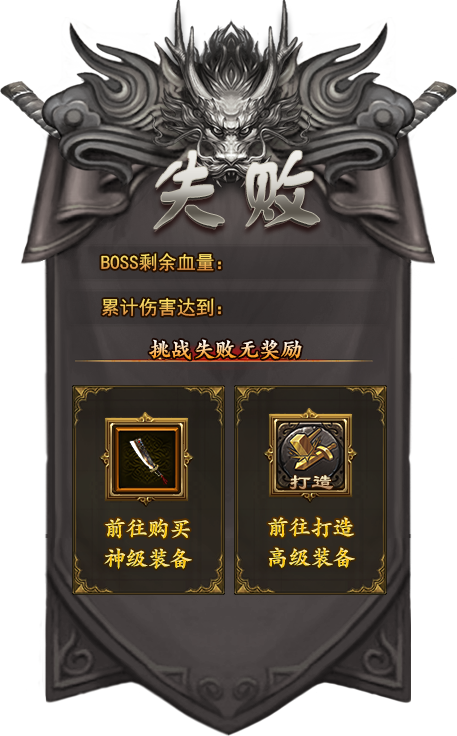 失败
BOSS剩余血量：
累计伤害达到：
挑战失败无奖励
打造
前往购买
神级装备
前往打造
高级装备